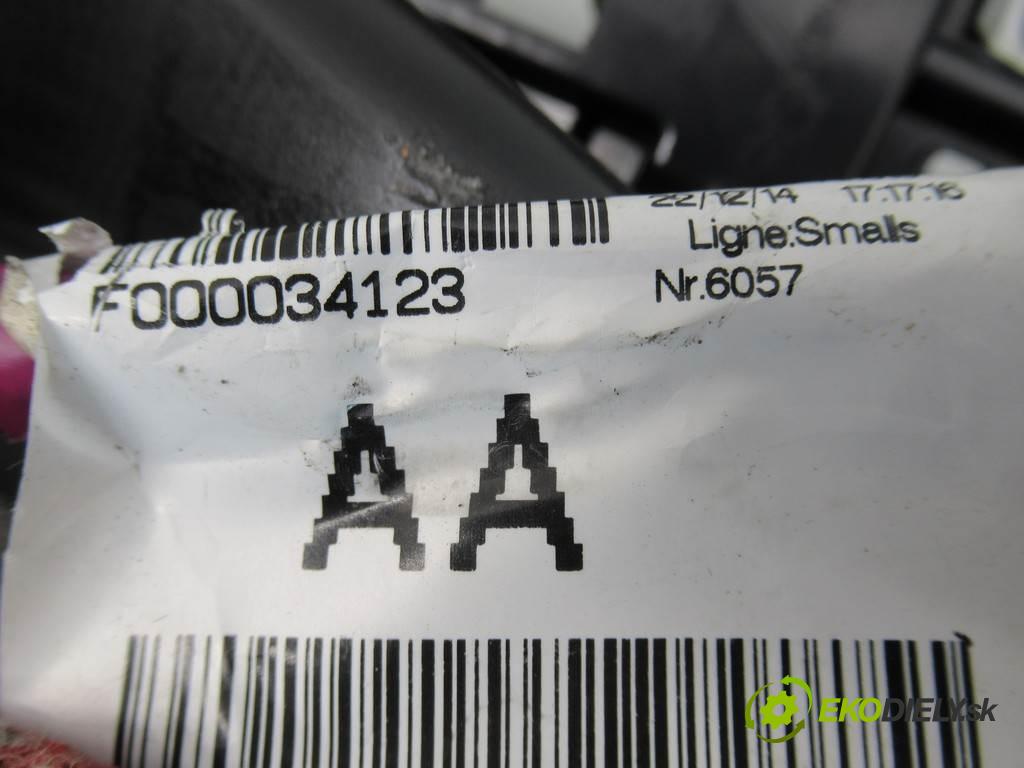 22/12/14 17:17:16
Ligne:Smalls
F000034123
Nr.6057
AA
EKODIELY.sk